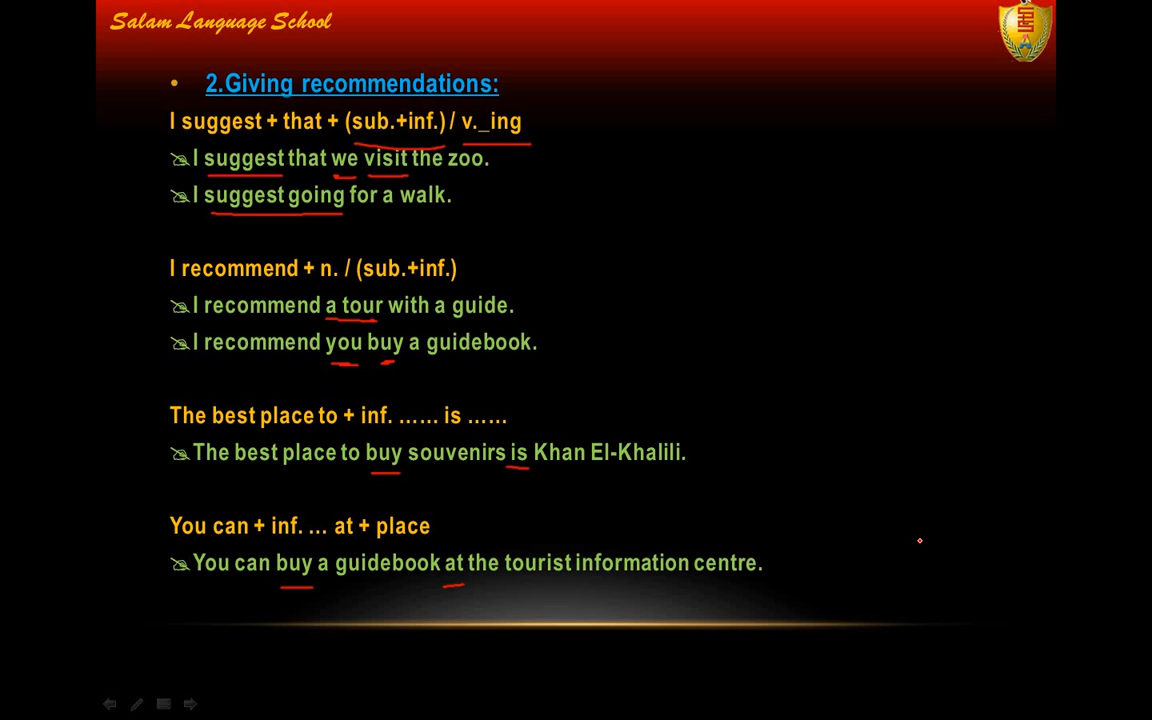 Salam Language School
• 2.Giving recommendations:
I suggest + that + (sub.+inf.) / v._ing
I suggest that we visit the zoo.
I suggest going for a walk.
I recommend + n. / (sub.+inf.)
I recommend a tour with a guide.
I recommend you buy a guidebook.
The best place to + inf. …… is ……
The best place to buy souvenirs is Khan El-Khalili.
You can + inf. … at + place
You can buy a guidebook at the tourist information centre.